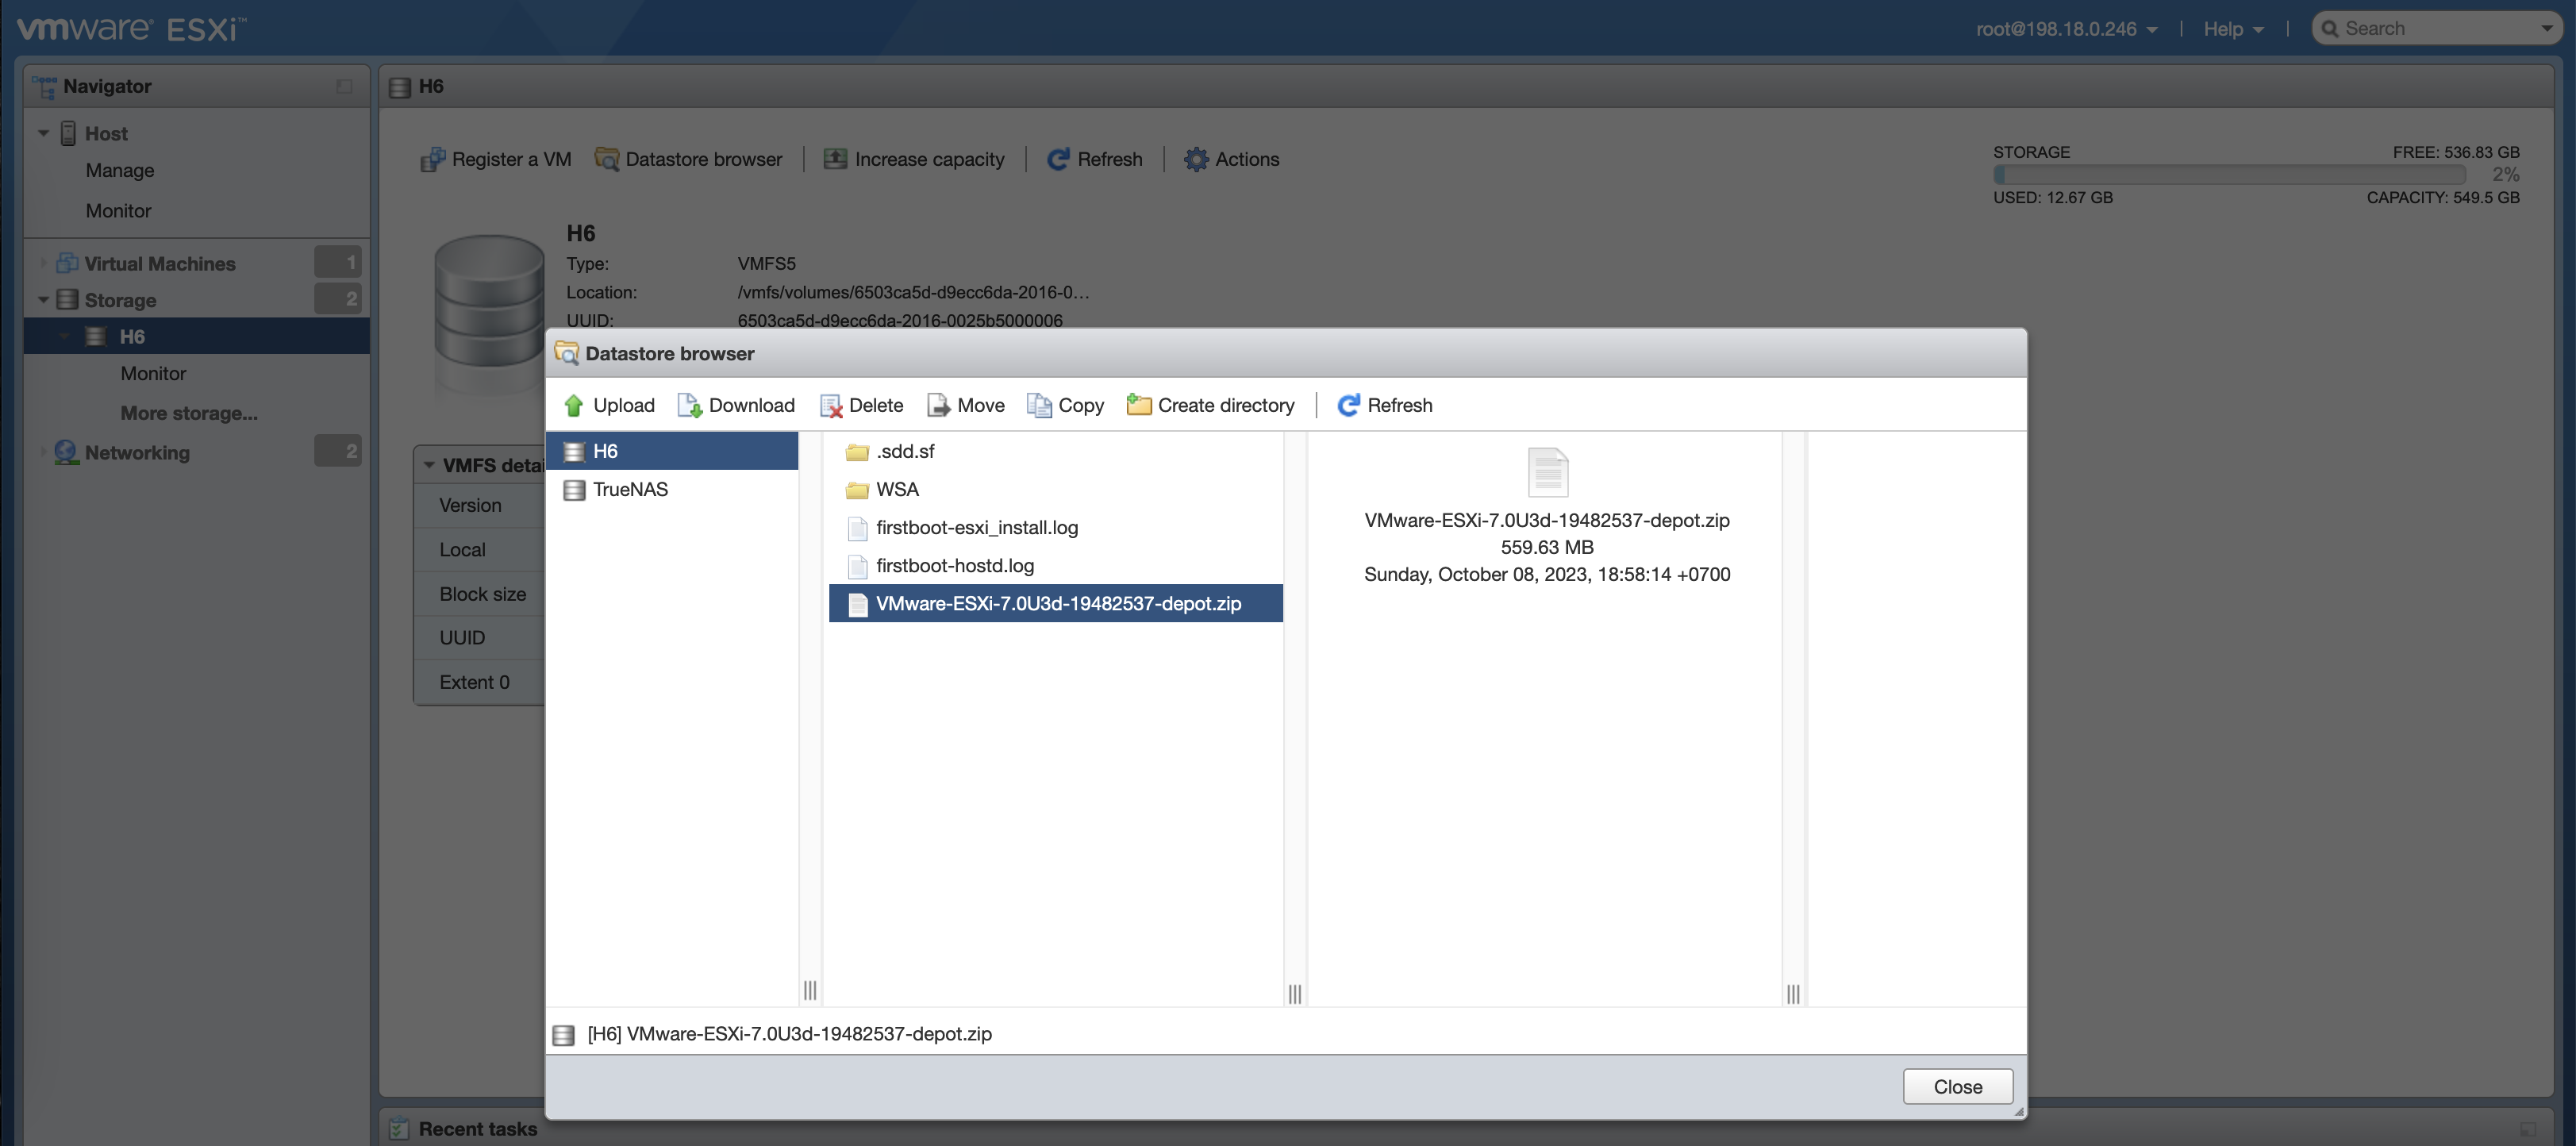 vmware® ESXi™
root@198.18.0.246 | Help | Search
Navigator
Host
Manage
Monitor
Virtual Machines 1
Storage 2
H6
Monitor
More storage...
Networking 2
H6
Register a VM Datastore browser | Increase capacity | Refresh | Actions
STORAGE FREE: 536.83 GB
2%
USED: 12.67 GB CAPACITY: 549.5 GB
H6
Type: VMFS5
Location: /vmfs/volumes/6503ca5d-d9ecc6da-2016-0...
UUID: 6503ca5d-d9ecc6da-2016-0025b5000006
VMFS detai
Version
Local
Block size
UUID
Extent 0
Datastore browser
Upload Download Delete Move Copy Create directory | Refresh
H6
TrueNAS
.sdd.sf
WSA
firstboot-esxi_install.log
firstboot-hostd.log
VMware-ESXi-7.0U3d-19482537-depot.zip
VMware-ESXi-7.0U3d-19482537-depot.zip
559.63 MB
Sunday, October 08, 2023, 18:58:14 +0700
[H6] VMware-ESXi-7.0U3d-19482537-depot.zip
Close
Recent tasks